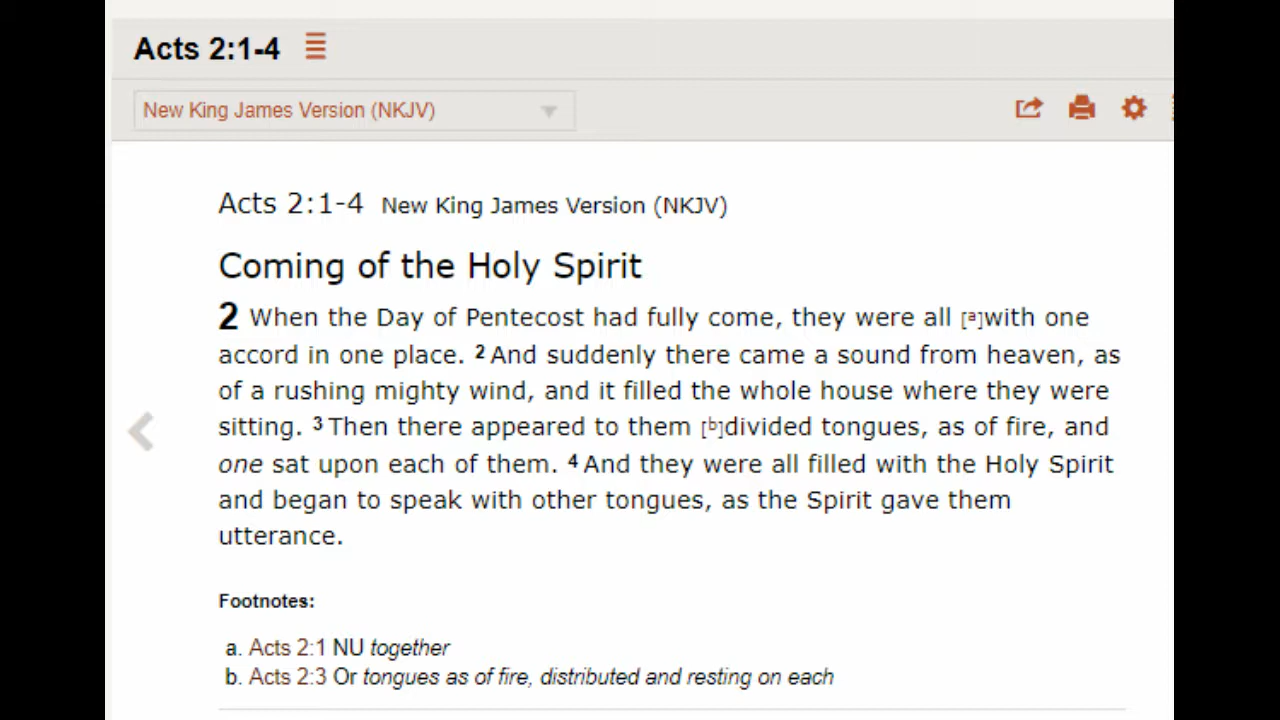 Acts 2:1-4
New King James Version (NKJV)
Acts 2:1-4 New King James Version (NKJV)
Coming of the Holy Spirit
2 When the Day of Pentecost had fully come, they were all [a]with one
accord in one place. 2 And suddenly there came a sound from heaven, as
of a rushing mighty wind, and it filled the whole house where they were
sitting. 3 Then there appeared to them [b]divided tongues, as of fire, and
one sat upon each of them. 4 And they were all filled with the Holy Spirit
and began to speak with other tongues, as the Spirit gave them
utterance.
Footnotes:
a. Acts 2:1 NU together
b. Acts 2:3 Or tongues as of fire, distributed and resting on each